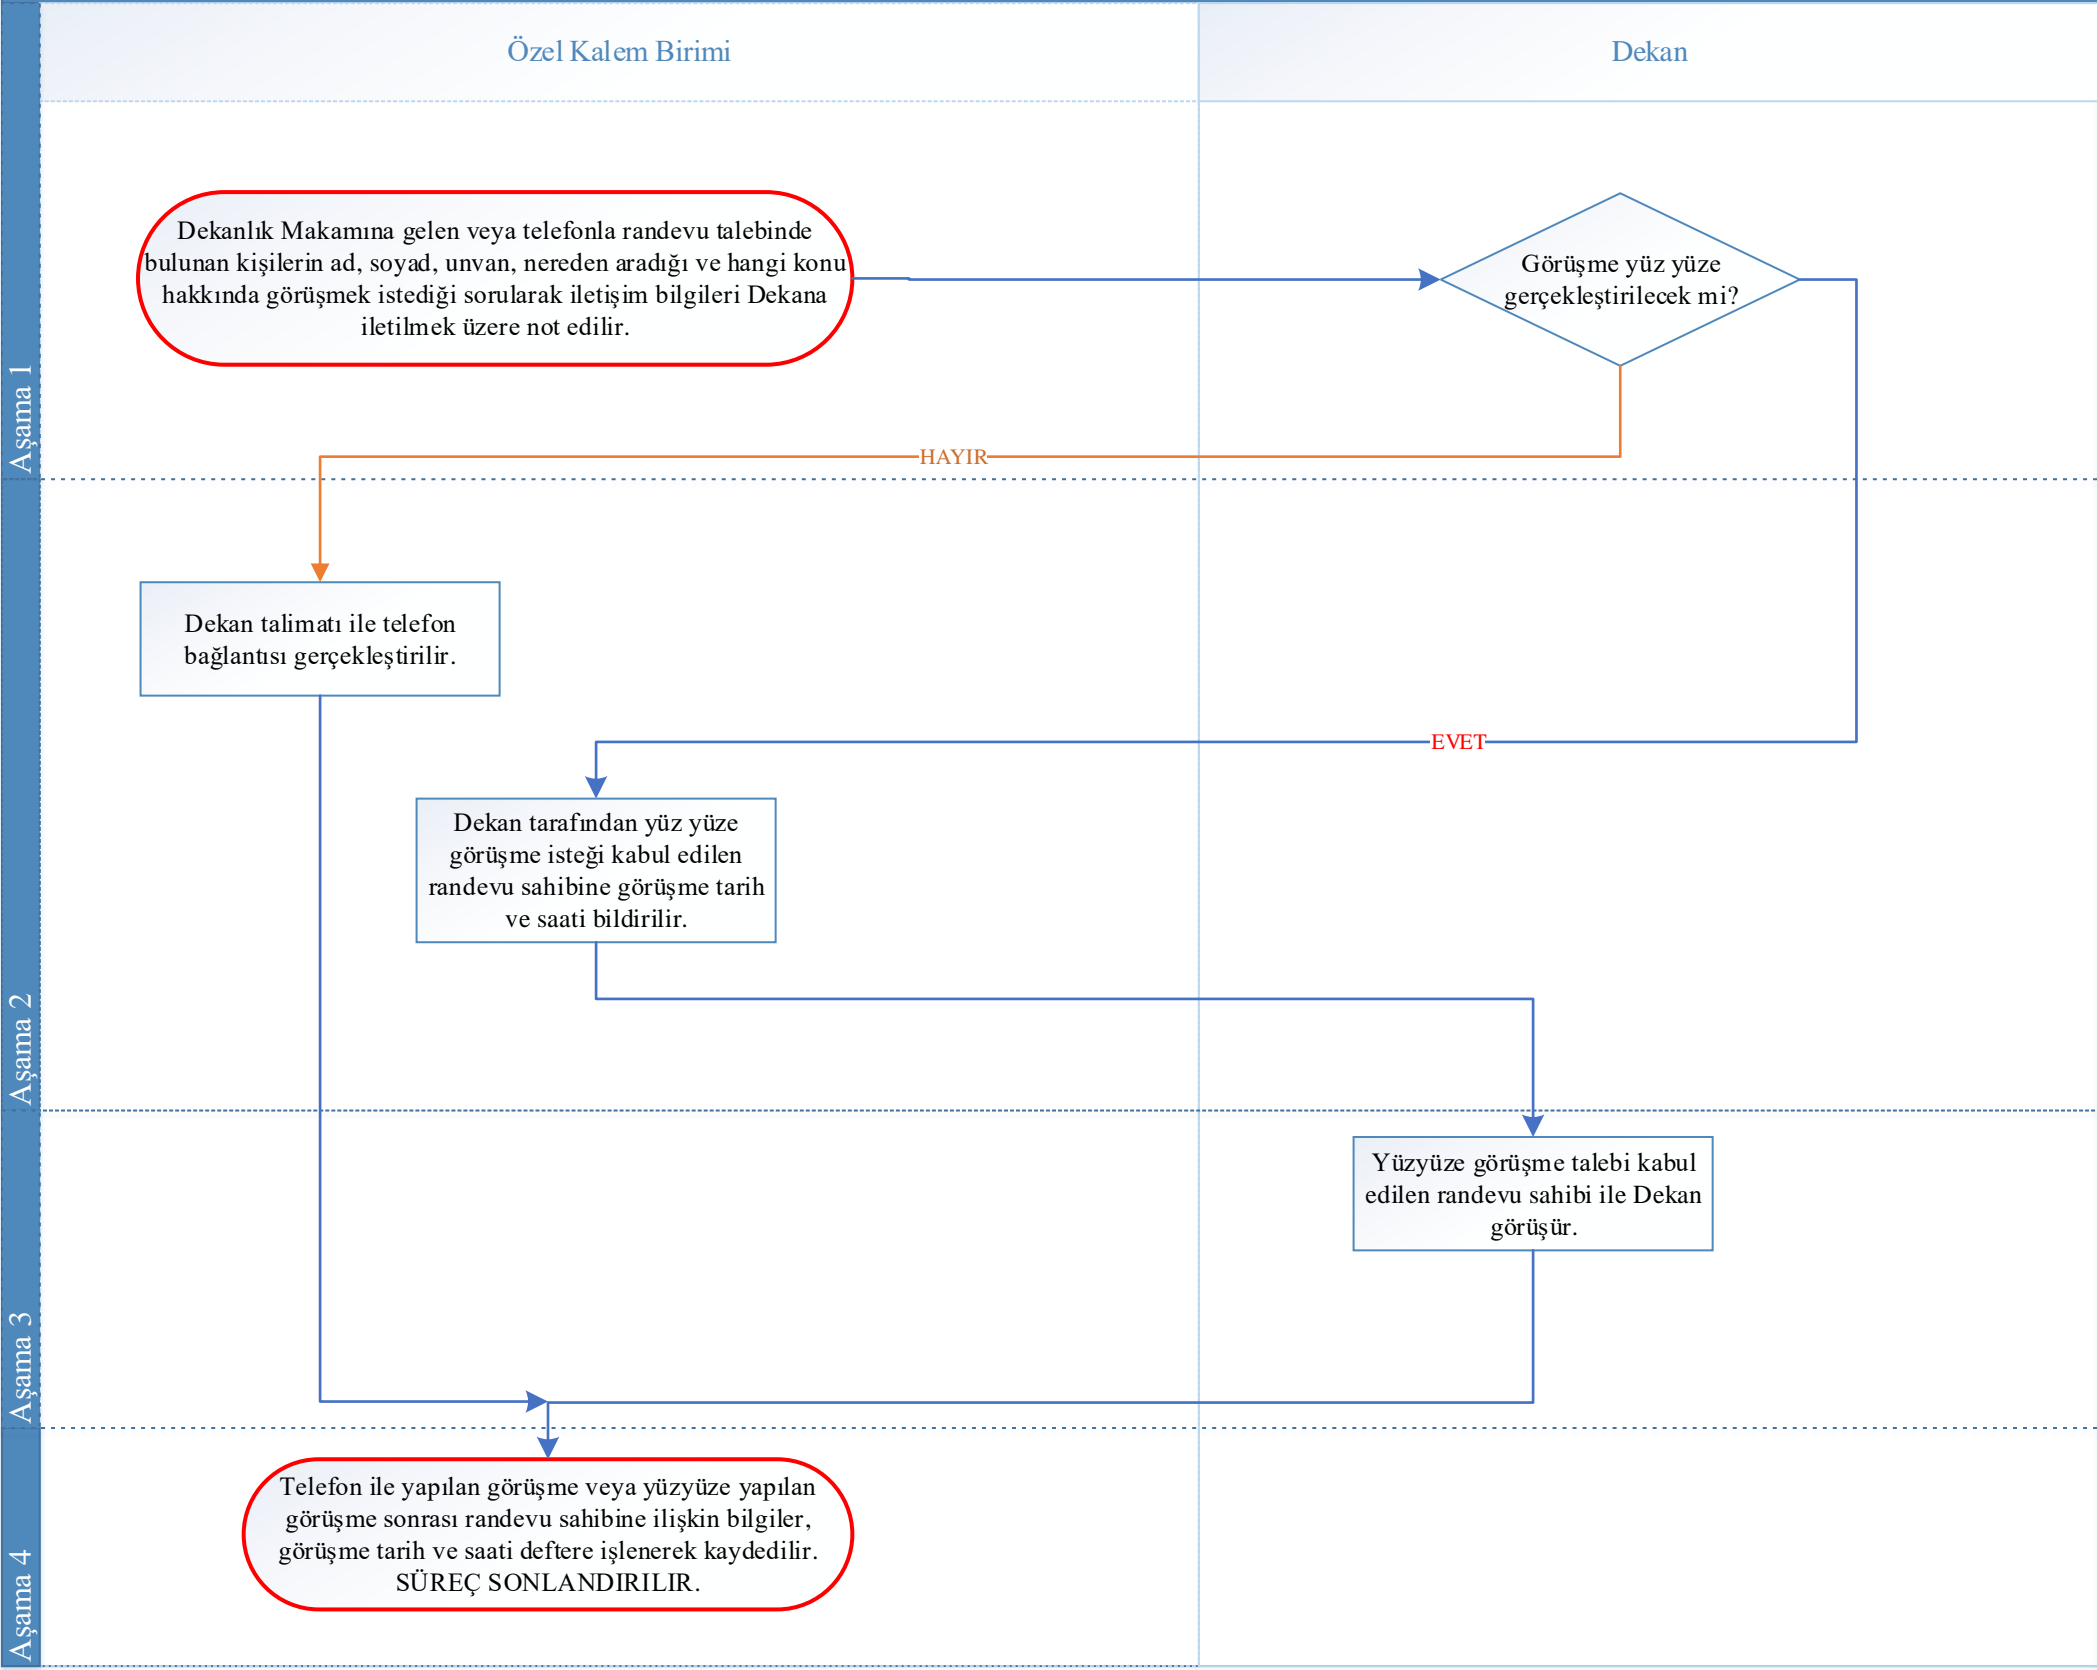 Özel Kalem Birimi
Dekan
Aşama 1
Dekanlık Makamına gelen veya telefonla randevu talebinde
bulunan kişilerin ad, soyad, unvan, nereden aradığı ve hangi konu
hakkında görüşmek istediği sorularak iletişim bilgileri Dekana
iletilmek üzere not edilir.
Görüşme yüz yüze
gerçekleştirilecek mi?
HAYIR
Aşama 2
Dekan talimatı ile telefon
bağlantısı gerçekleştirilir.
EVET
Dekan tarafından yüz yüze
görüşme isteği kabul edilen
randevu sahibine görüşme tarih
ve saati bildirilir.
Aşama 3
Yüzyüze görüşme talebi kabul
edilen randevu sahibi ile Dekan
görüşür.
Aşama 4
Telefon ile yapılan görüşme veya yüzyüze yapılan
görüşme sonrası randevu sahibine ilişkin bilgiler,
görüşme tarih ve saati deftere işlenerek kaydedilir.
SÜREÇ SONLANDIRILIR.